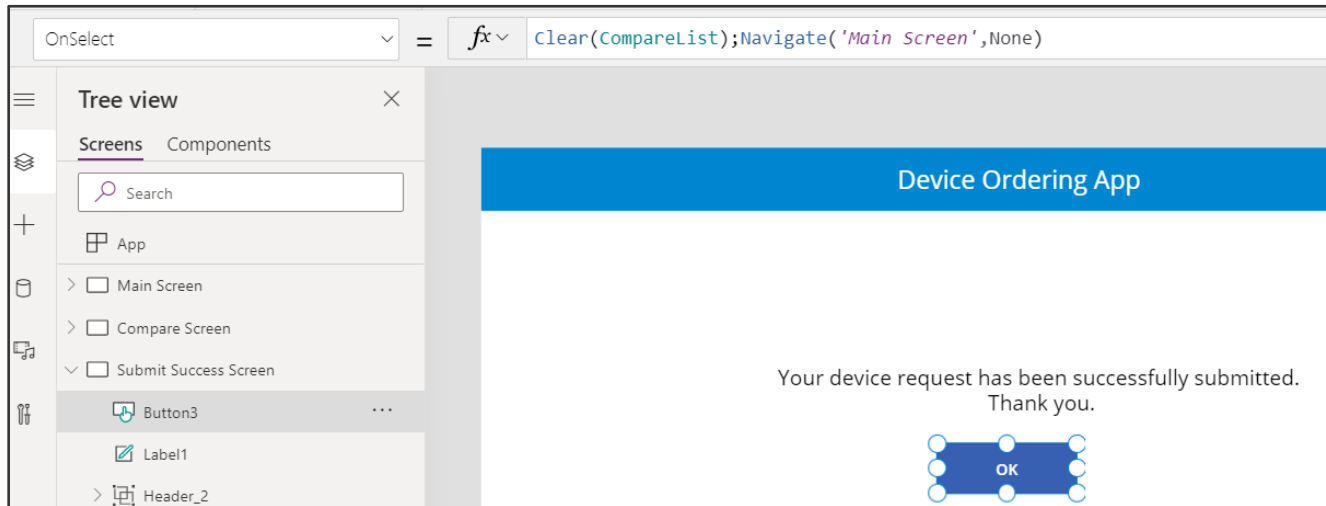 OnSelect
=
fx
Clear(CompareList);Navigate('Main Screen',None)
Tree view
Screens
Components
Search
App
Main Screen
Compare Screen
Submit Success Screen
Button3
...
Label1
Header_2
Device Ordering App
Your device request has been successfully submitted.
Thank you.
OK